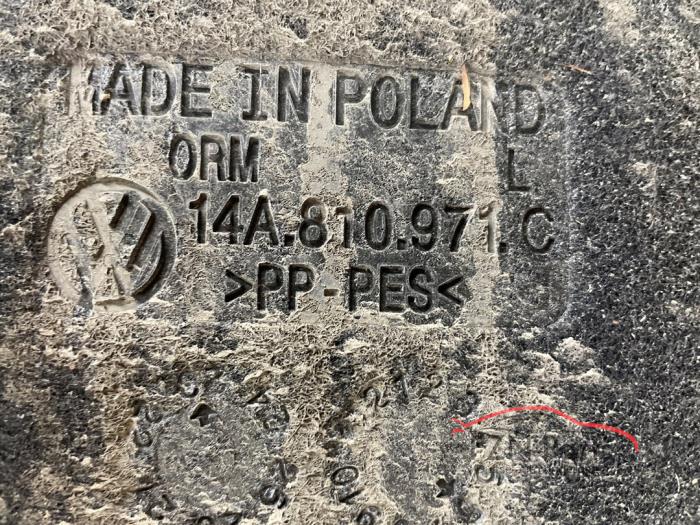 MADE IN POLAND
ORM L
14A.810.971.C
>PP-PES<